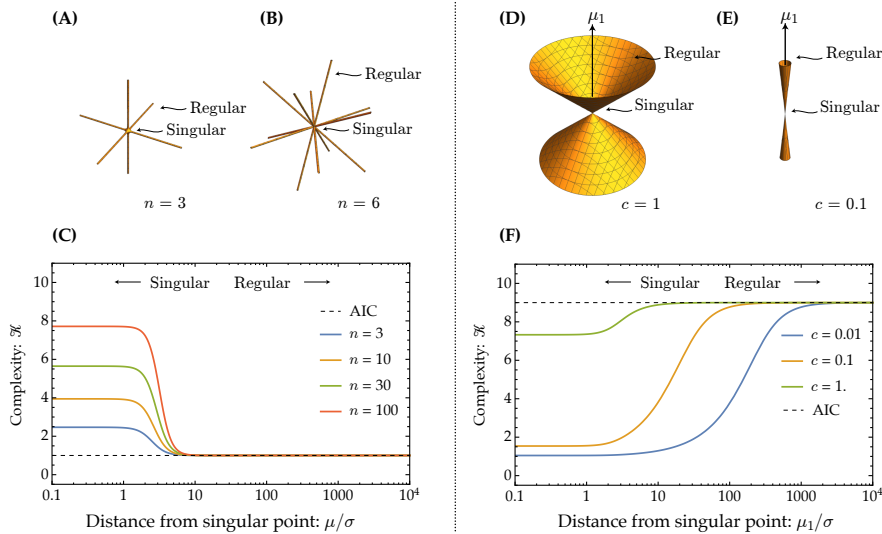 (A)
(B)
Regular
Regular
Singular
Singular
n = 3
n = 6
(C)
Singular Regular
AIC
n = 3
n = 10
n = 30
n = 100
Complexity: 𝒦
10
8
6
4
2
0
0.1 1 10 100 1000 10⁴
Distance from singular point: μ/σ
(D)
μ₁
Regular
Singular
c = 1
(E)
μ₁
Regular
Singular
c = 0.1
(F)
Singular Regular
c = 0.01
c = 0.1
c = 1.
AIC
Complexity: 𝒦
10
8
6
4
2
0
0.1 1 10 100 1000 10⁴
Distance from singular point: μ₁/σ